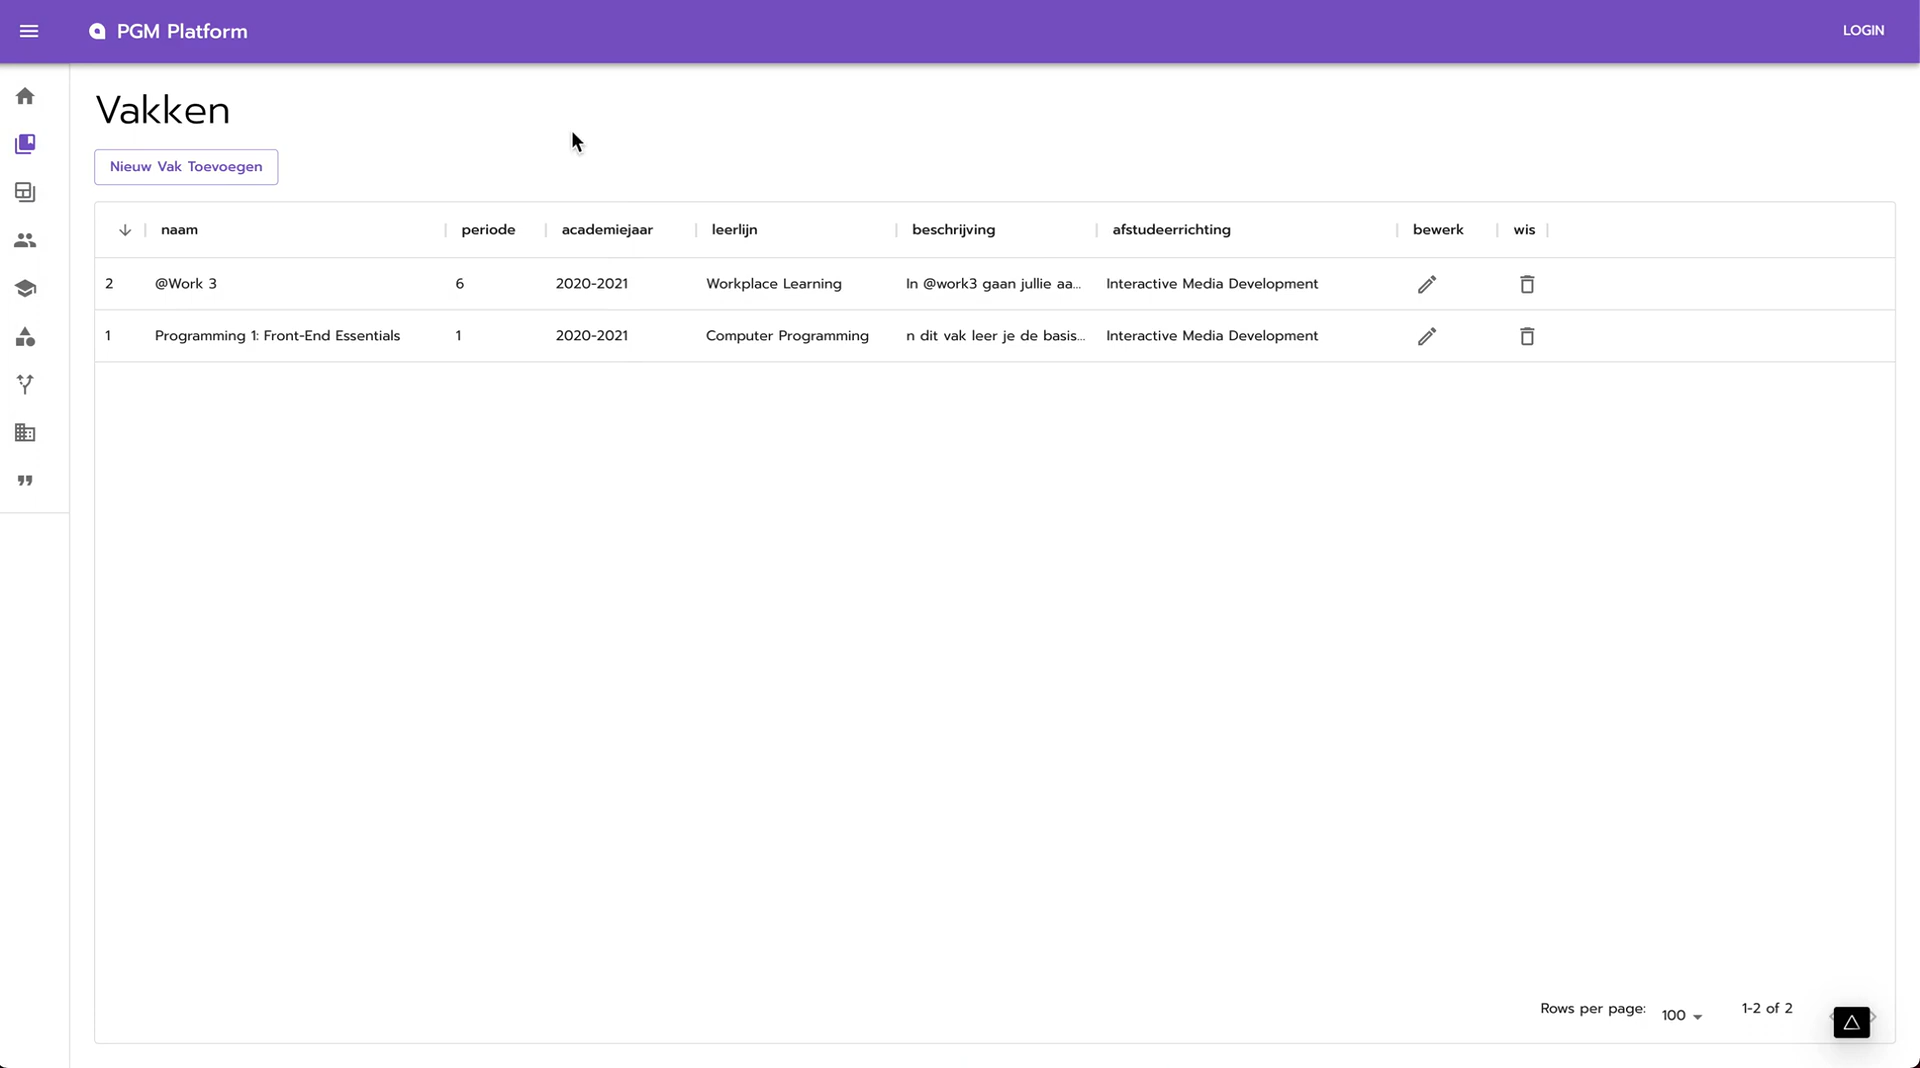 PGM Platform
LOGIN
Vakken
Nieuw Vak Toevoegen
naam periode academiejaar leerlijn beschrijving afstudeerrichting bewerk wis
2 @Work 3 6 2020-2021 Workplace Learning In @work3 gaan jullie aa... Interactive Media Development
1 Programming 1: Front-End Essentials 1 2020-2021 Computer Programming n dit vak leer je de basis... Interactive Media Development
Rows per page: 100 1-2 of 2